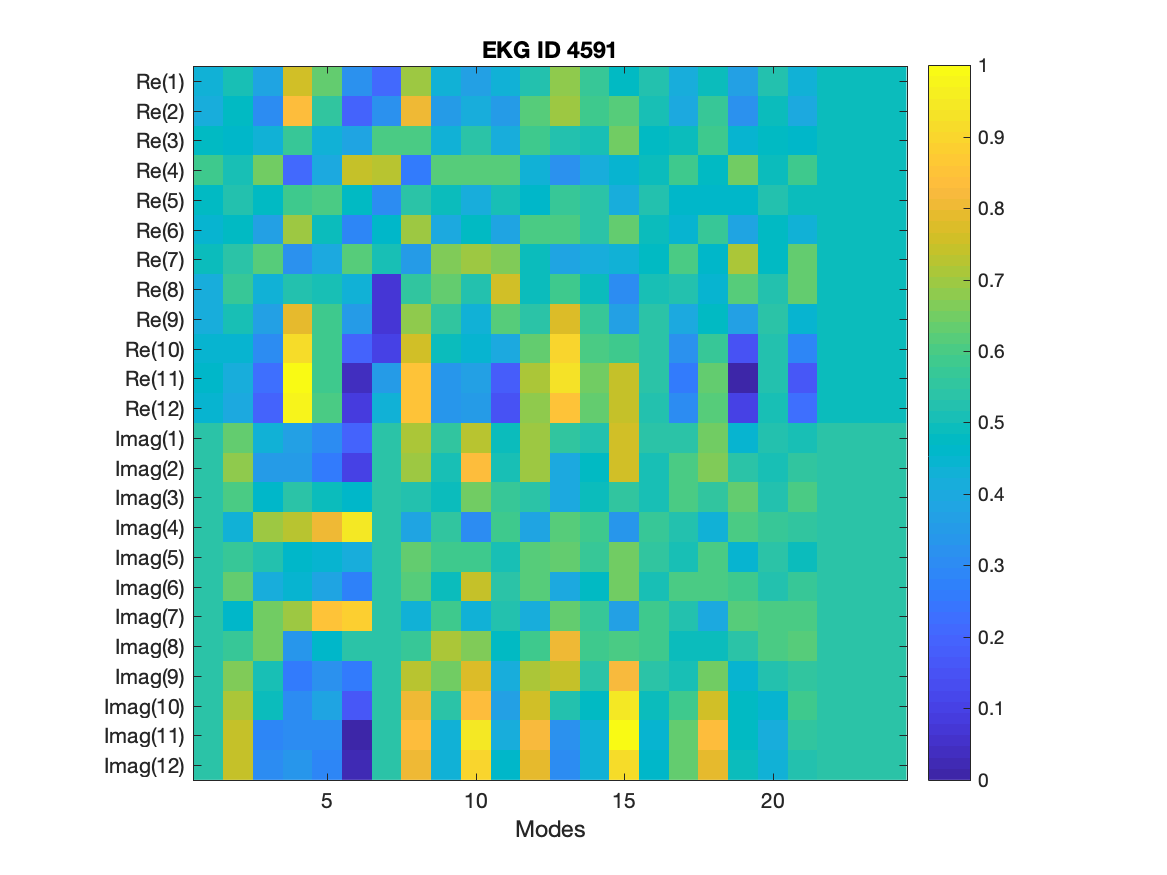 EKG ID 4591
Re(1)
Re(2)
Re(3)
Re(4)
Re(5)
Re(6)
Re(7)
Re(8)
Re(9)
Re(10)
Re(11)
Re(12)
Imag(1)
Imag(2)
Imag(3)
Imag(4)
Imag(5)
Imag(6)
Imag(7)
Imag(8)
Imag(9)
Imag(10)
Imag(11)
Imag(12)
5 10 15 20
Modes
1
0.9
0.8
0.7
0.6
0.5
0.4
0.3
0.2
0.1
0